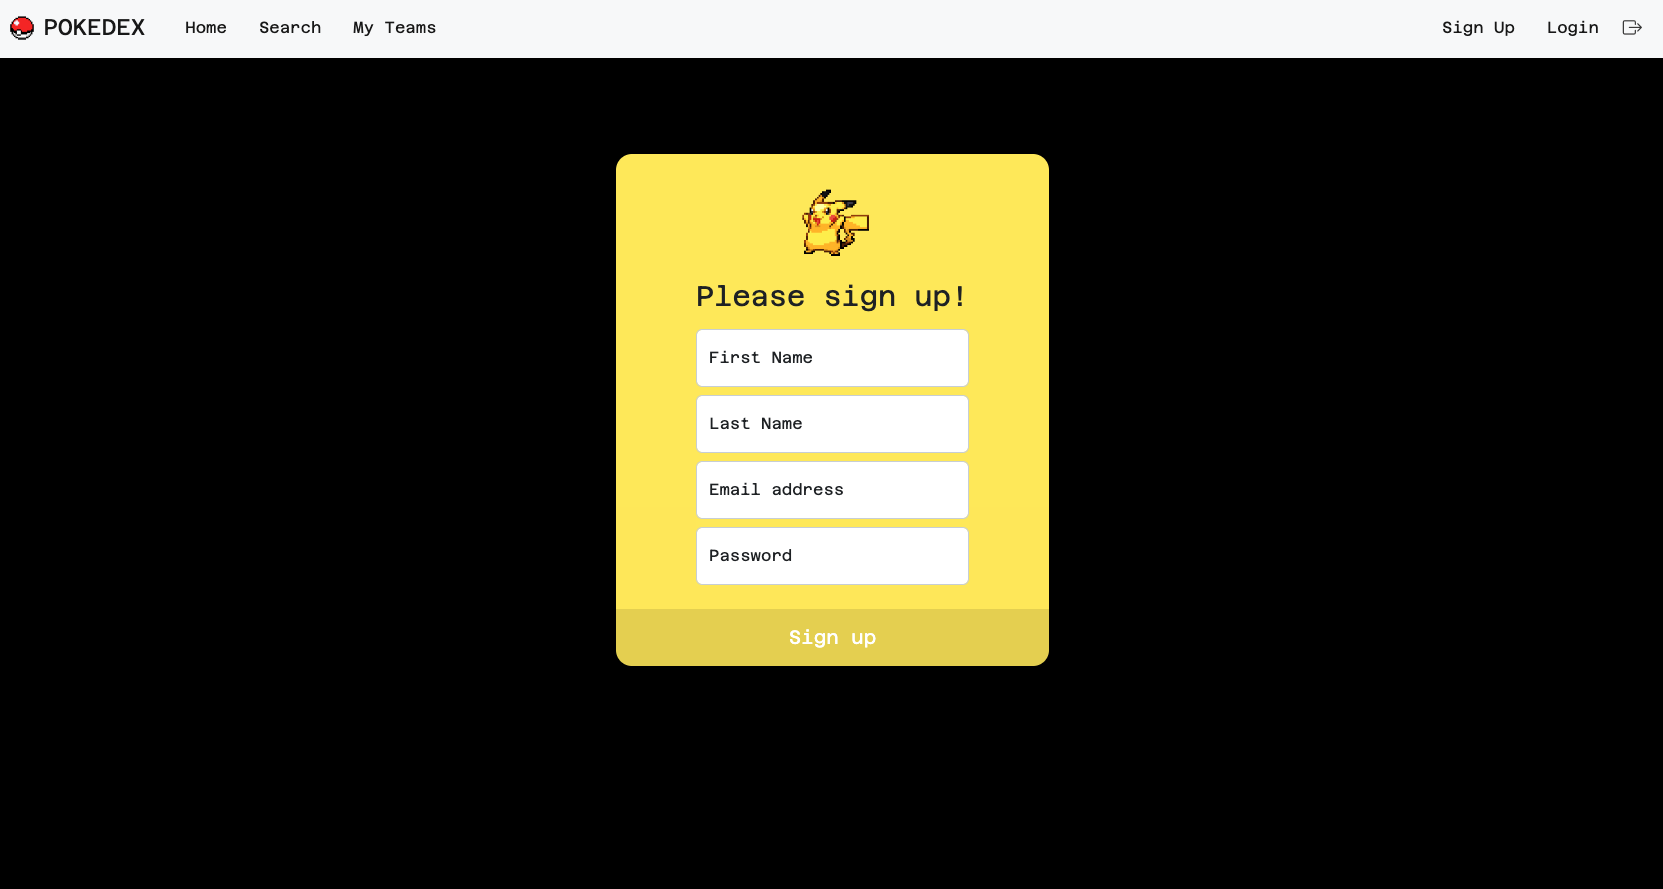 POKEDEX Home Search My Teams Sign Up Login
Please sign up!
First Name
Last Name
Email address
Password
Sign up